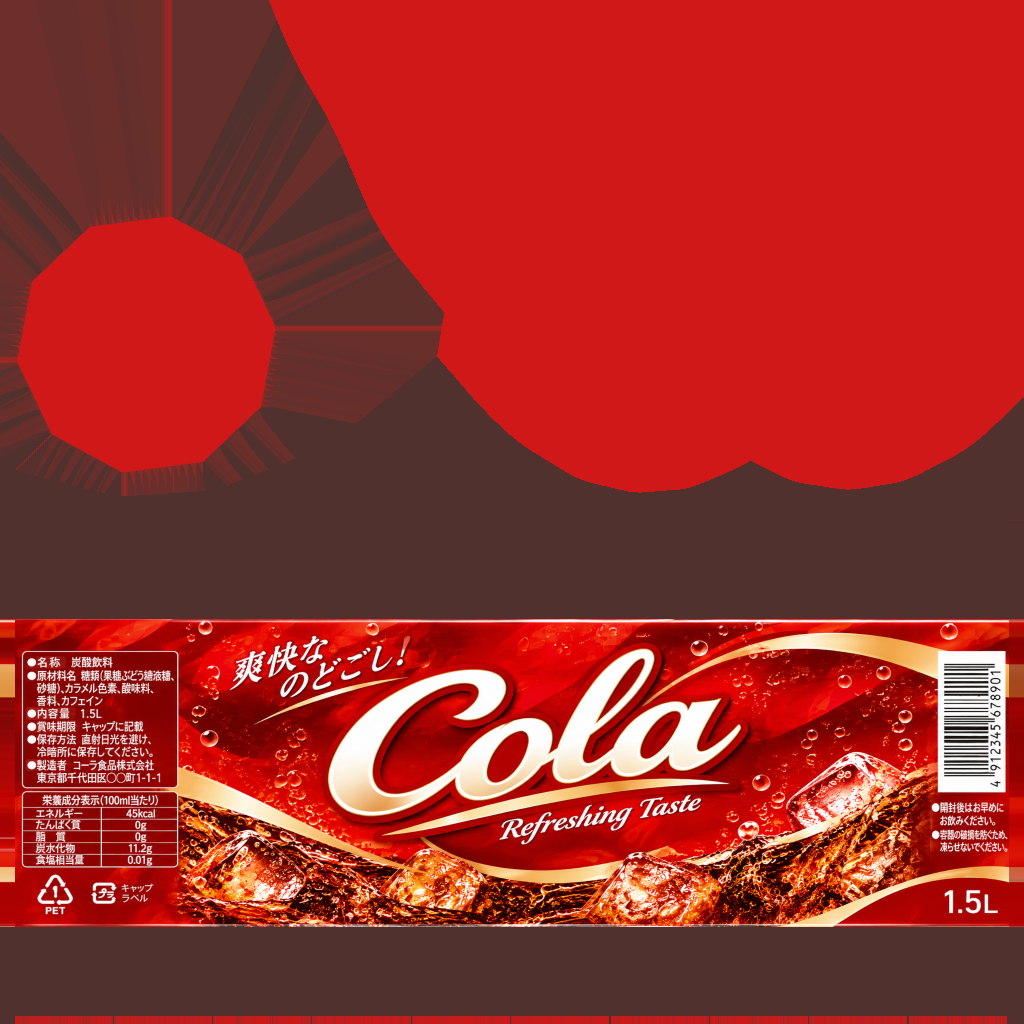 ●名称 炭酸飲料
●原材料名 糖類(果糖ぶどう糖液糖、
砂糖)、カラメル色素、酸味料、
香料、カフェイン
●内容量 1.5L
●賞味期限 キャップに記載
●保存方法 直射日光を避け、
冷暗所に保存してください。
●製造者 コーラ食品株式会社
東京都千代田区〇〇町1-1-1
栄養成分表示(100ml当たり)
エネルギー 45kcal
たんぱく質 0g
脂 質 0g
炭水化物 11.2g
食塩相当量 0.01g
PET
プラ
キャップ
ラベル
爽快な
のどごし!
Cola
Refreshing Taste
4 912345 678901
●開封後はお早めに
お飲みください。
●容器の破損を防ぐため、
凍らせないでください。
1.5L